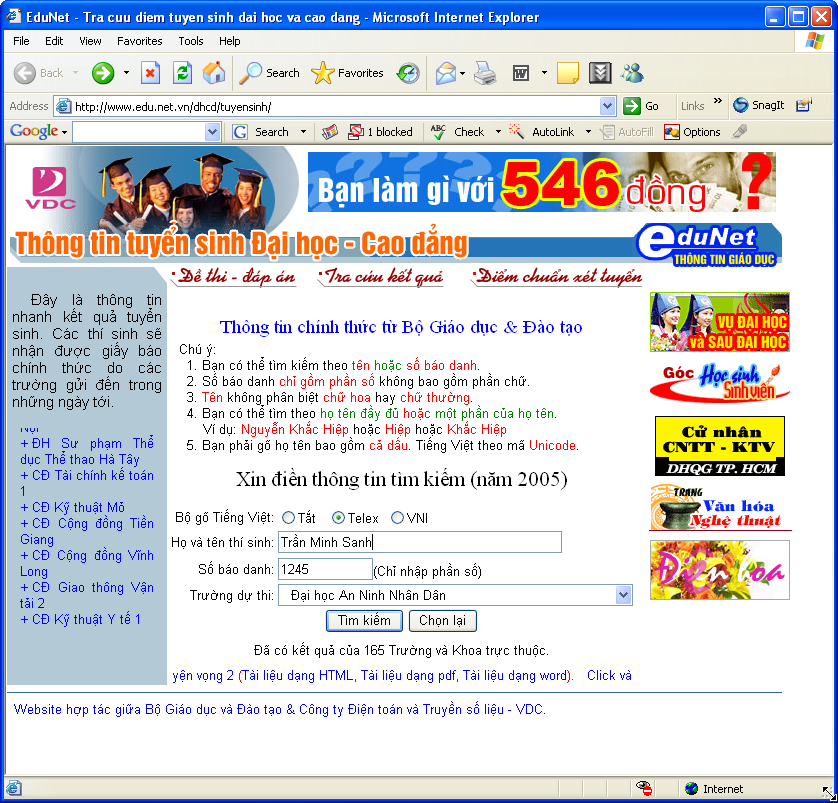 EduNet - Tra cuu diem tuyen sinh dai hoc va cao dang - Microsoft Internet Explorer
File Edit View Favorites Tools Help
Back Search Favorites
Address http://www.edu.net.vn/dhcd/tuyensinh/ Go Links » SnagIt
Google Search 1 blocked Check AutoLink AutoFill Options
VDC
Bạn làm gì với 546 đồng ?
Thông tin tuyển sinh Đại học - Cao đẳng
eduNet
THÔNG TIN GIÁO DỤC
Đề thi - đáp án Tra cứu kết quả Điểm chuẩn xét tuyển
Đây là thông tin
nhanh kết quả tuyển
sinh. Các thí sinh sẽ
nhận được giấy báo
chính thức do các
trường gửi đến trong
những ngày tới.
+ ĐH Sư phạm Thể
dục Thể thao Hà Tây
+ CĐ Tài chính kế toán
1
+ CĐ Kỹ thuật Mỏ
+ CĐ Cộng đồng Tiền
Giang
+ CĐ Cộng đồng Vĩnh
Long
+ CĐ Giao thông Vận
tải 2
+ CĐ Kỹ thuật Y tế 1
Thông tin chính thức từ Bộ Giáo dục & Đào tạo
Chú ý:
1. Bạn có thể tìm kiếm theo tên hoặc số báo danh.
2. Số báo danh chỉ gồm phần số không bao gồm phần chữ.
3. Tên không phân biệt chữ hoa hay chữ thường.
4. Bạn có thể tìm theo họ tên đầy đủ hoặc một phần của họ tên.
Ví dụ: Nguyễn Khắc Hiệp hoặc Hiệp hoặc Khắc Hiệp
5. Bạn phải gõ họ tên bao gồm cả dấu. Tiếng Việt theo mã Unicode.
Xin điền thông tin tìm kiếm (năm 2005)
Bộ gõ Tiếng Việt: Tắt Telex VNI
Họ và tên thí sinh: Trần Minh Sanh
Số báo danh: 1245 (Chỉ nhập phần số)
Trường dự thi: Đại học An Ninh Nhân Dân
Tìm kiếm Chọn lại
Đã có kết quả của 165 Trường và Khoa trực thuộc.
yện vọng 2 (Tài liệu dạng HTML, Tài liệu dạng pdf, Tài liệu dạng word). Click và
VỤ ĐẠI HỌC
và SAU ĐẠI HỌC
Góc Học sinh
Sinh viên
Cử nhân
CNTT - KTV
ĐHQG TP. HCM
TRANG
Văn hóa
Nghệ thuật
Điện hoa
Website hợp tác giữa Bộ Giáo dục và Đào tạo & Công ty Điện toán và Truyền số liệu - VDC.
Internet